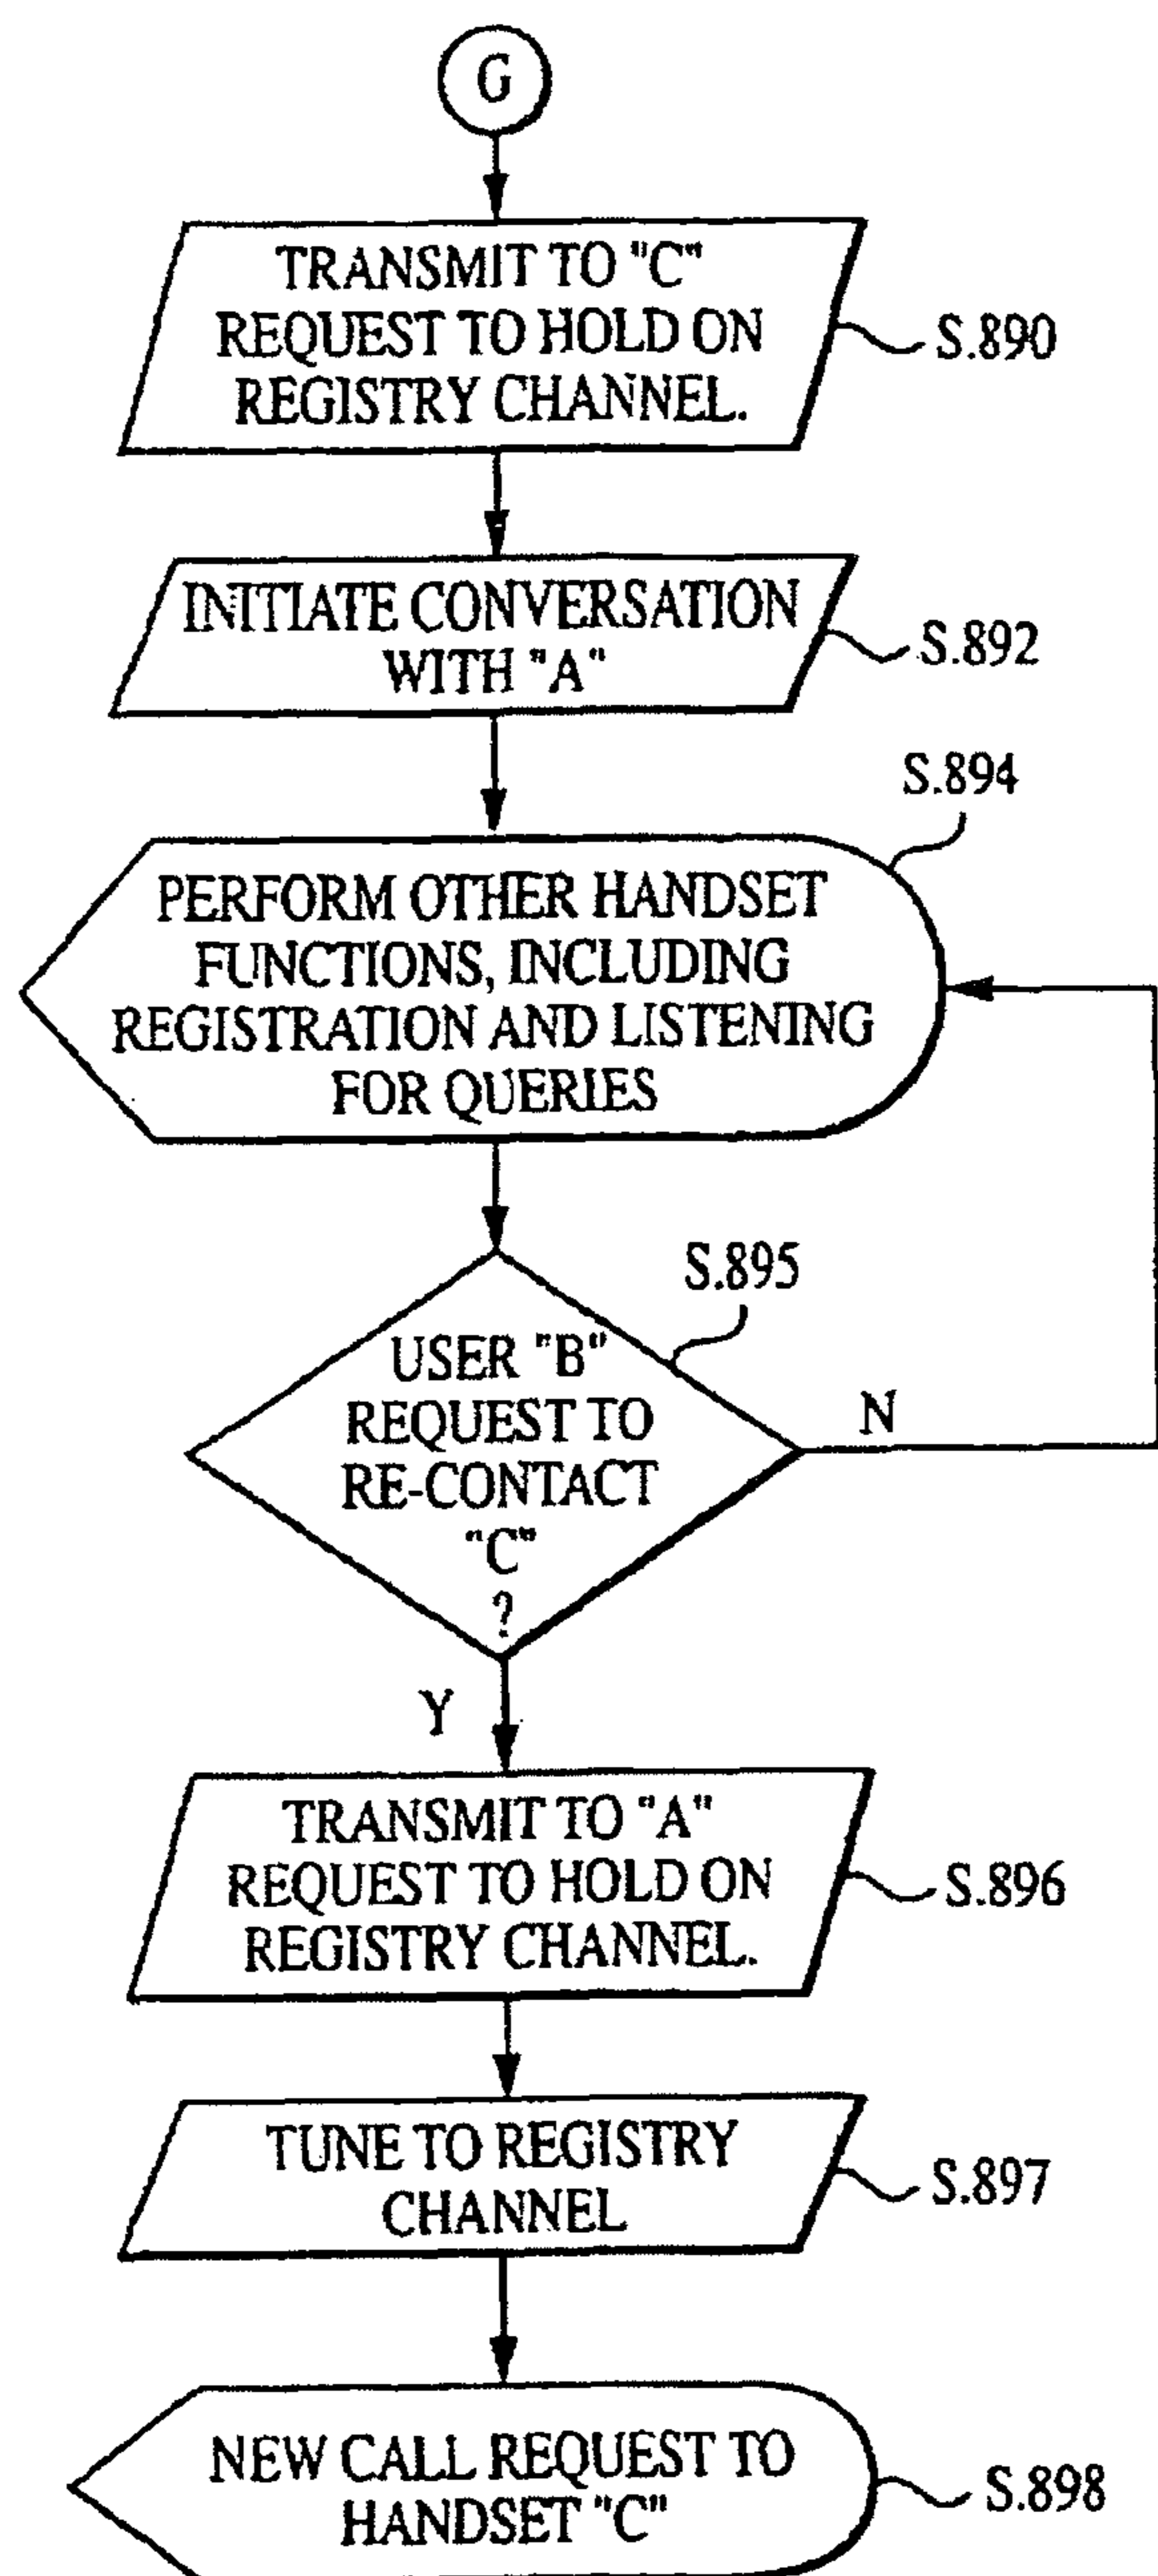 G
TRANSMIT TO "C"
REQUEST TO HOLD ON
REGISTRY CHANNEL.
S.890
INITIATE CONVERSATION
WITH "A"
S.892
S.894
PERFORM OTHER HANDSET
FUNCTIONS, INCLUDING
REGISTRATION AND LISTENING
FOR QUERIES
S.895
USER "B"
REQUEST TO
RE-CONTACT
"C"
?
N
Y
TRANSMIT TO "A"
REQUEST TO HOLD ON
REGISTRY CHANNEL.
S.896
TUNE TO REGISTRY
CHANNEL
S.897
NEW CALL REQUEST TO
HANDSET "C"
S.898